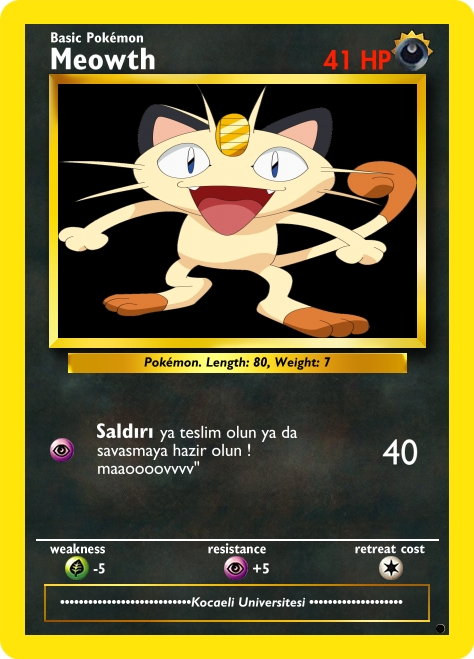 Basic Pokémon
Meowth
41 HP
Pokémon. Length: 80, Weight: 7
Saldırı ya teslim olun ya da
savasmaya hazir olun !
maaoooovvvv"
40
weakness
resistance
retreat cost
-5
+5
••••••••••••••••••••••••••••Kocaeli Universitesi ••••••••••••••••••••